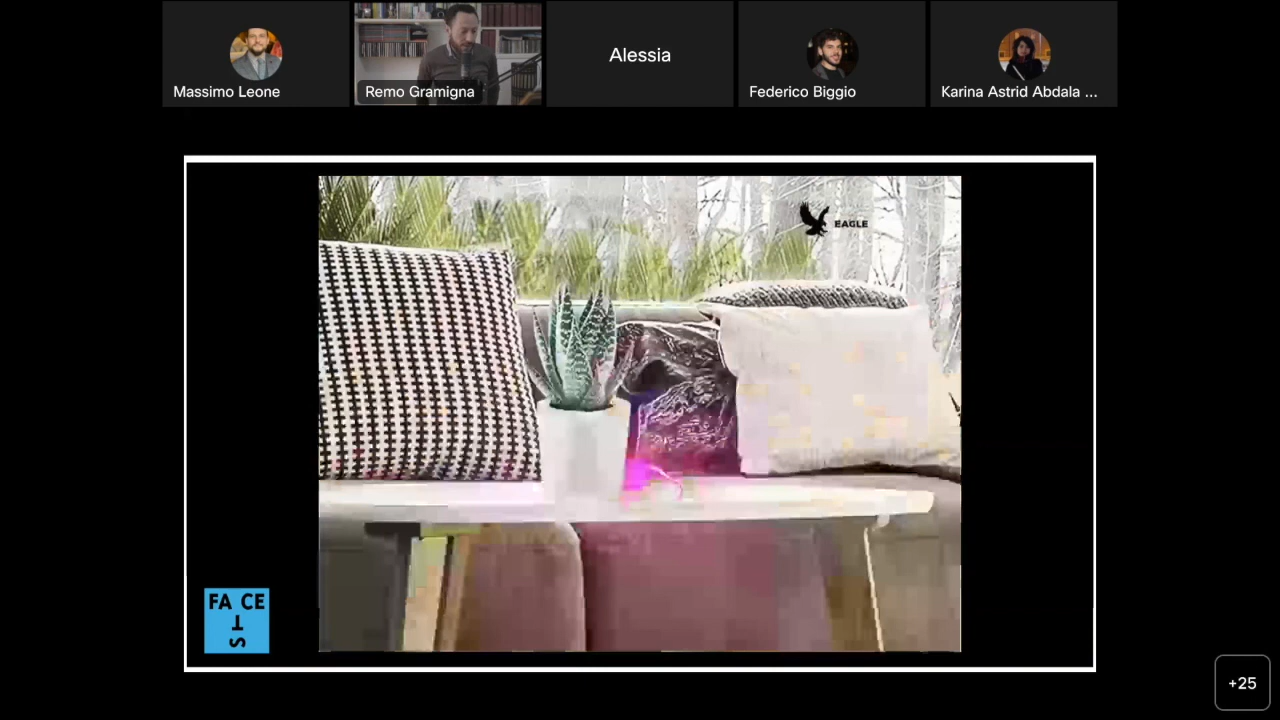 Massimo Leone
Remo Gramigna
Alessia
Federico Biggio
Karina Astrid Abdala ...
EAGLE
FA CE
T
S
+25